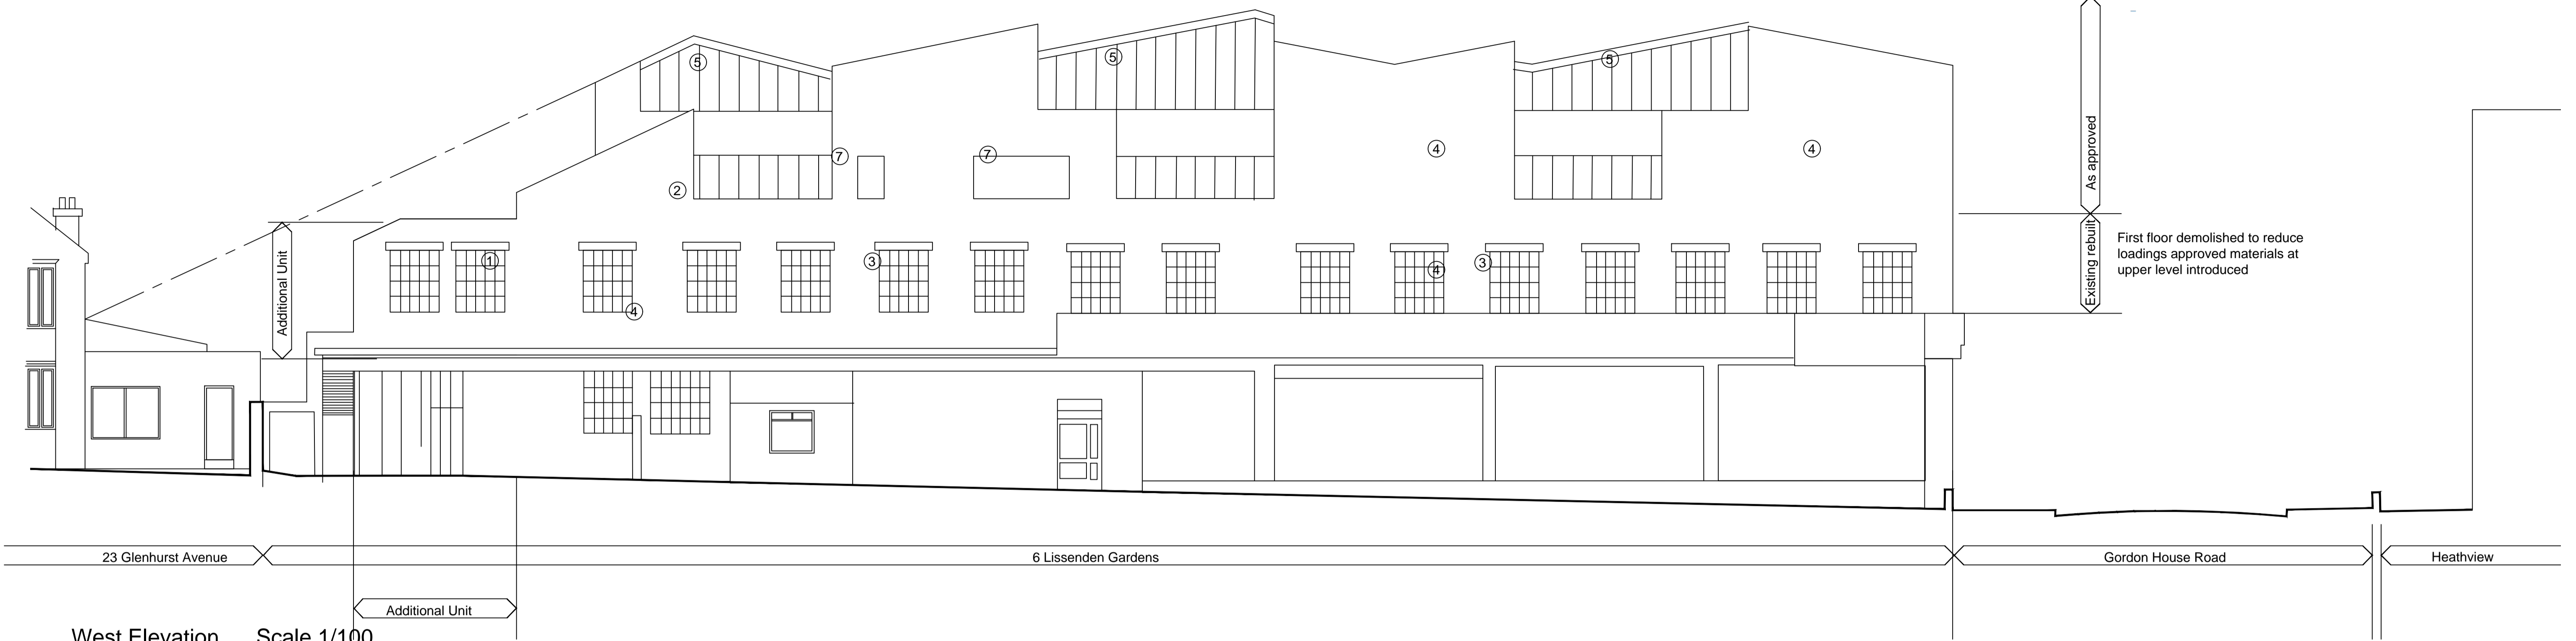 5
5
5
7
7
4
4
2
As approved
1
3
4
3
4
Additional Unit
Existing rebuilt
First floor demolished to reduce
loadings approved materials at
upper level introduced
23 Glenhurst Avenue
6 Lissenden Gardens
Gordon House Road
Heathview
Additional Unit
West Elevation Scale 1/100